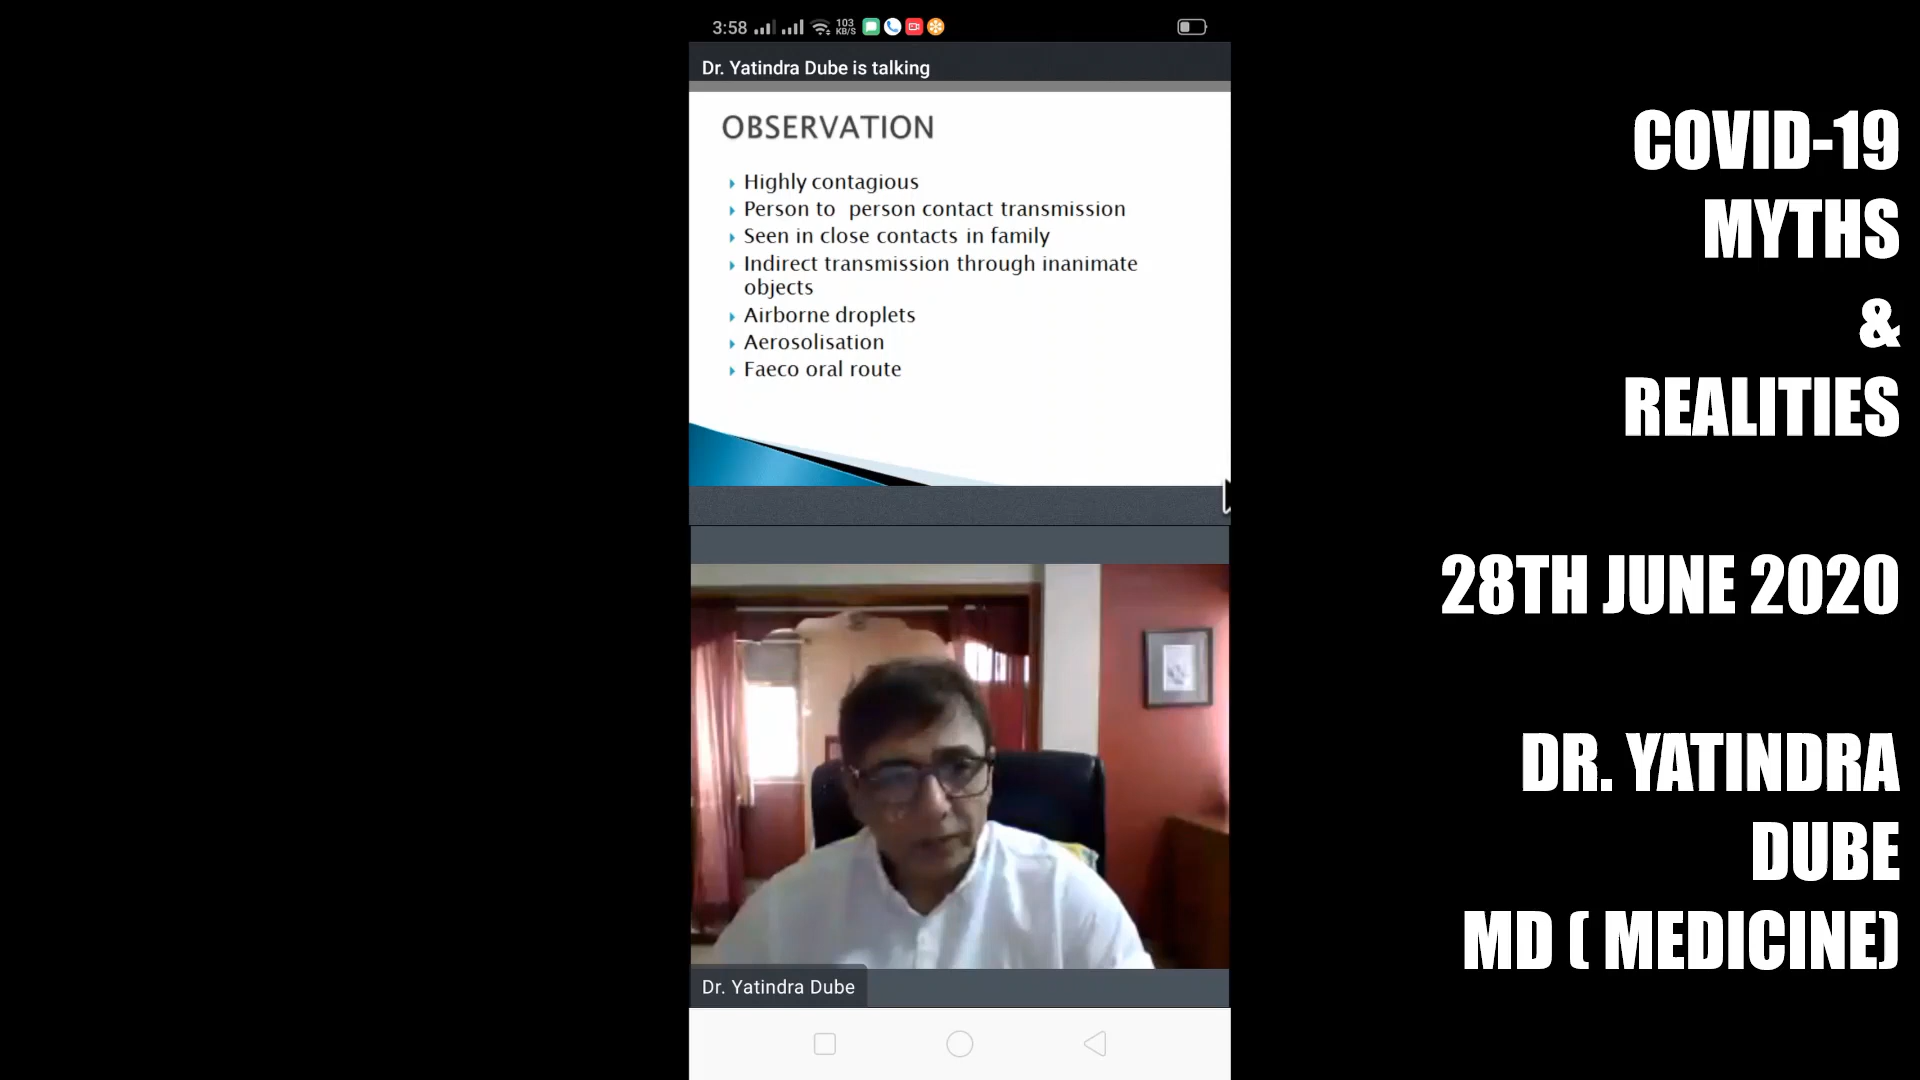 3:58
103
KB/S
Dr. Yatindra Dube is talking
OBSERVATION
Highly contagious
Person to person contact transmission
Seen in close contacts in family
Indirect transmission through inanimate
objects
Airborne droplets
Aerosolisation
Faeco oral route
Dr. Yatindra Dube
COVID-19
MYTHS
&
REALITIES
28TH JUNE 2020
DR. YATINDRA
DUBE
MD ( MEDICINE)